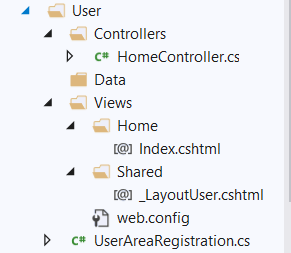 User
Controllers
C# HomeController.cs
Data
Views
Home
[@] Index.cshtml
Shared
[@] _LayoutUser.cshtml
web.config
C# UserAreaRegistration.cs